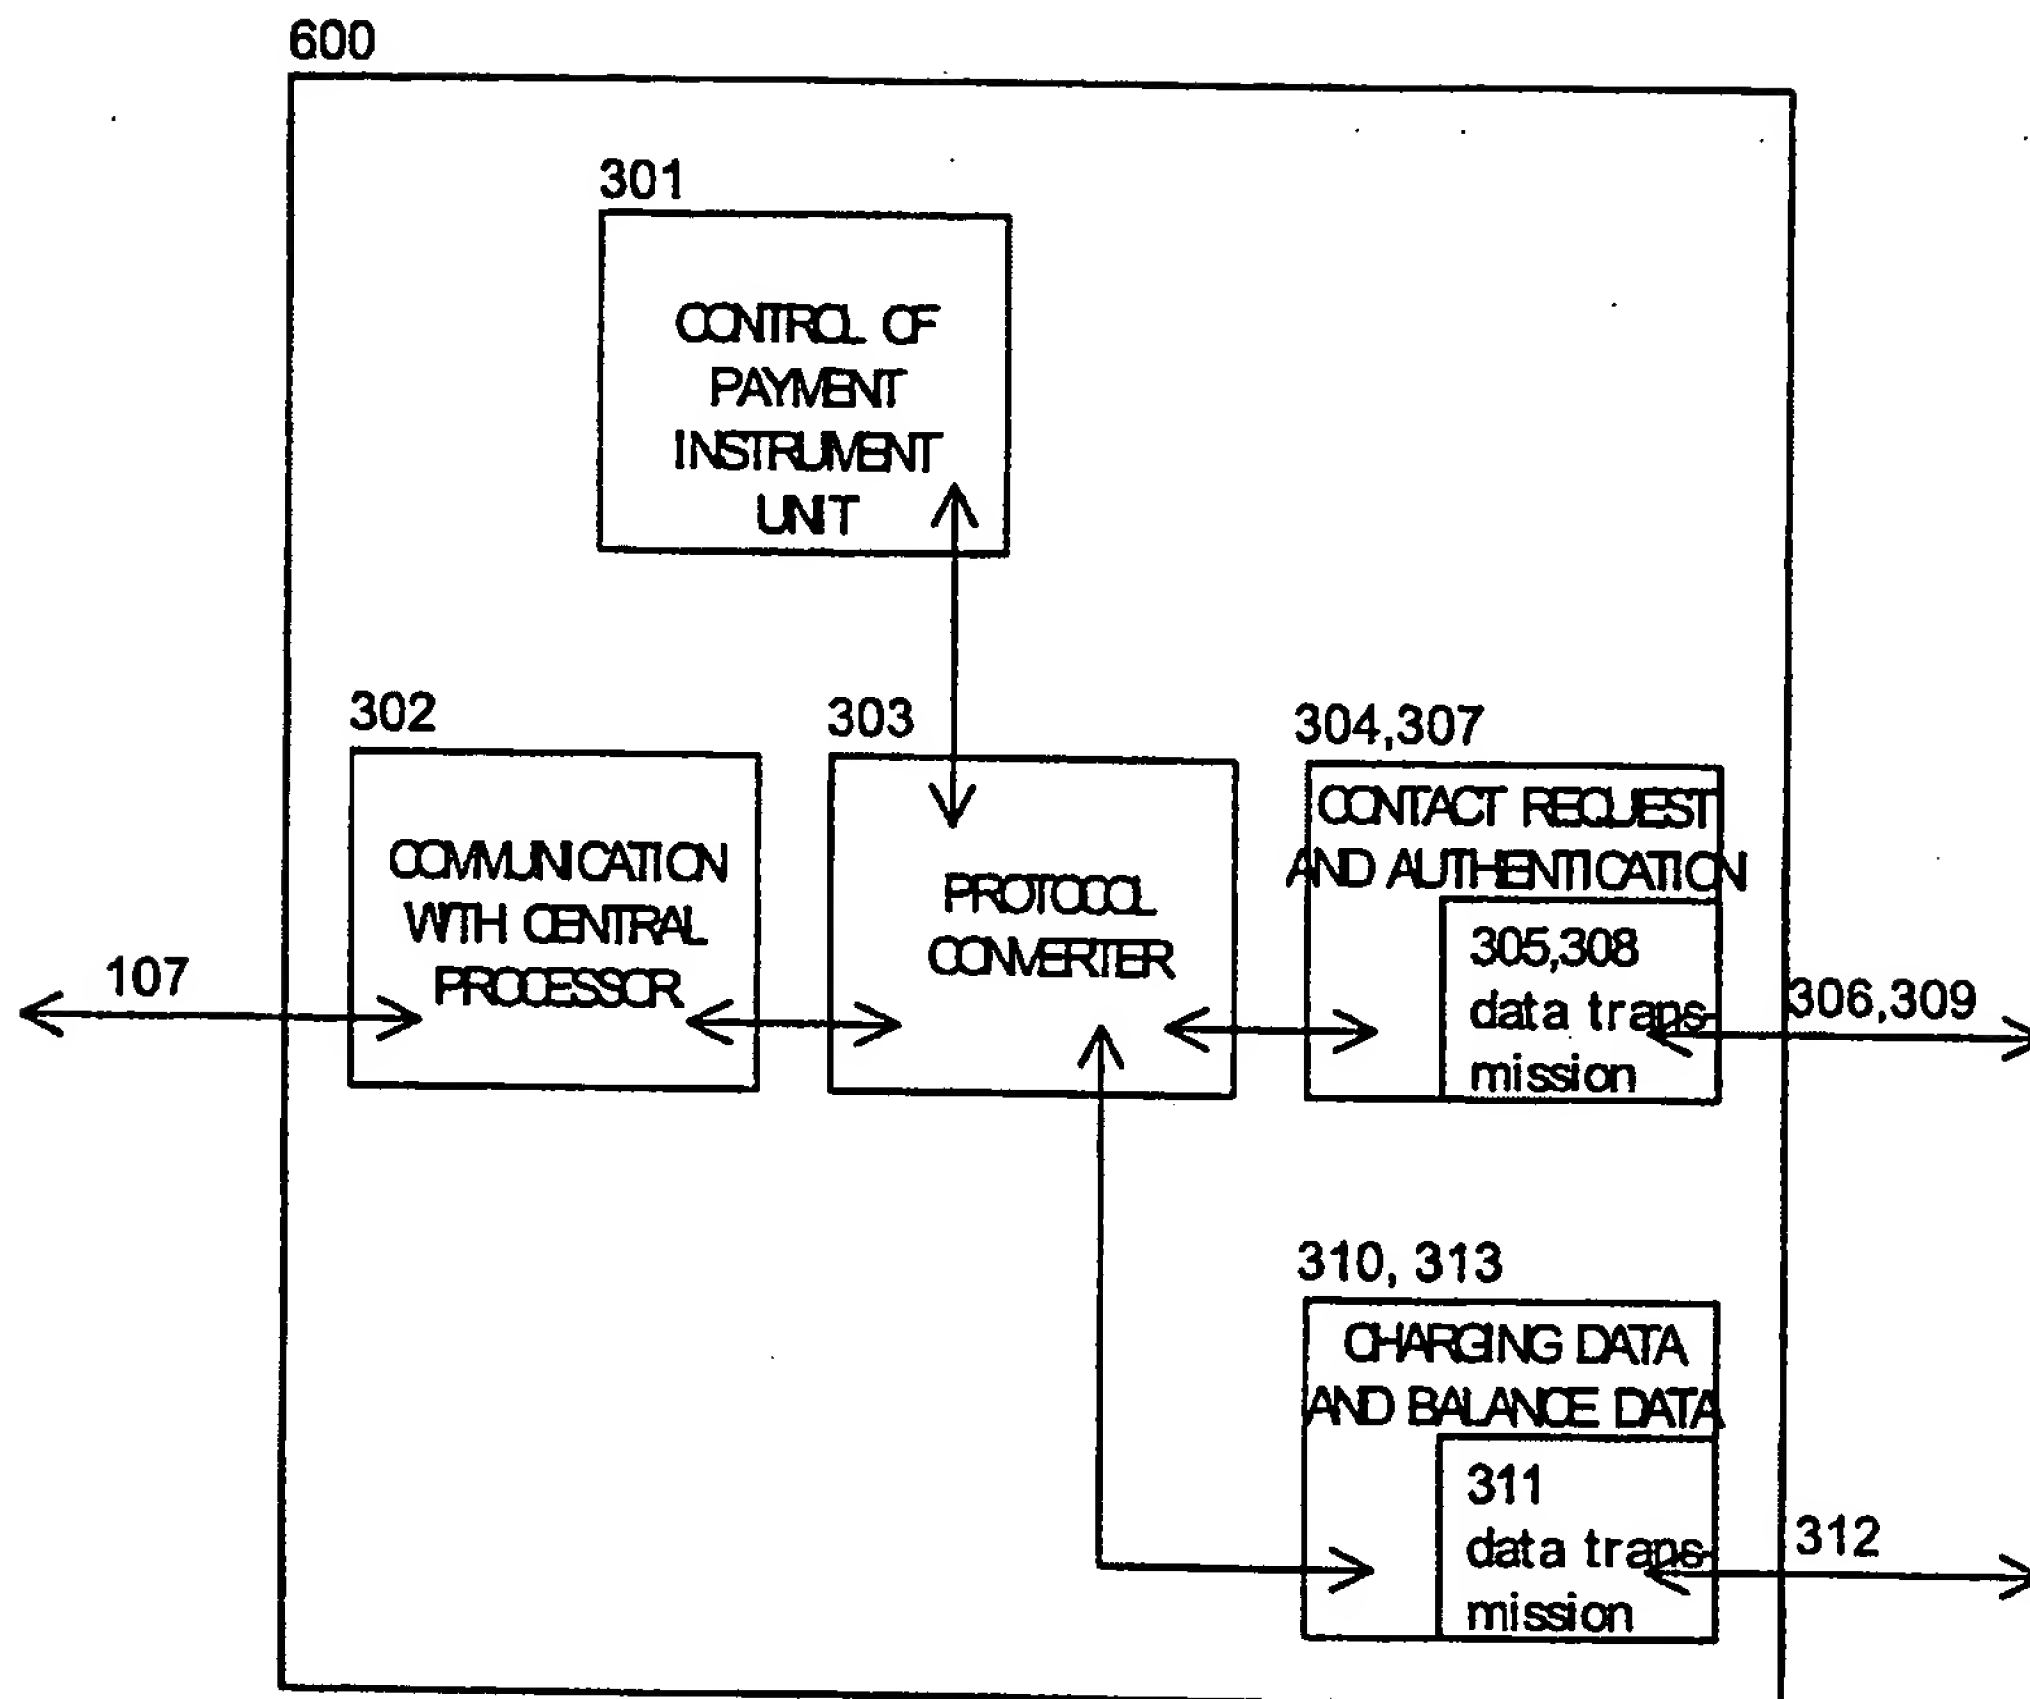 600
301
CONTROL OF
PAYMENT
INSTRUMENT
UNIT
302
COMMUNICATION
WITH CENTRAL
PROCESSOR
303
PROTOCOL
CONVERTER
304,307
CONTACT REQUEST
AND AUTHENTICATION
305,308
data trans-
mission
107
306,309
310, 313
CHARGING DATA
AND BALANCE DATA
311
data trans-
mission
312